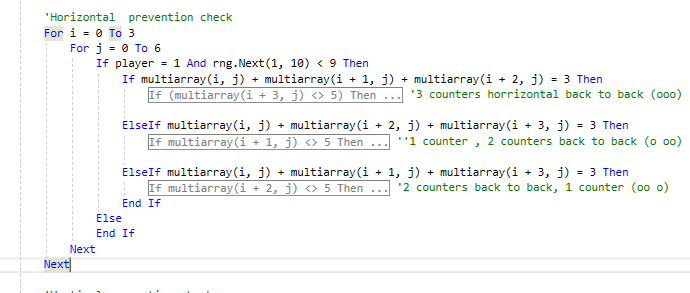 'Horizontal  prevention check
For i = 0 To 3
For j = 0 To 6
If player = 1 And rng.Next(1, 10) < 9 Then
If multiarray(i, j) + multiarray(i + 1, j) + multiarray(i + 2, j) = 3 Then
If (multiarray(i + 3, j) <> 5) Then ... '3 counters horrizontal back to back (ooo)
ElseIf multiarray(i, j) + multiarray(i + 2, j) + multiarray(i + 3, j) = 3 Then
If multiarray(i + 1, j) <> 5 Then ... ''1 counter , 2 counters back to back (o oo)
ElseIf multiarray(i, j) + multiarray(i + 1, j) + multiarray(i + 3, j) = 3 Then
If multiarray(i + 2, j) <> 5 Then ... '2 counters back to back, 1 counter (oo o)
End If
Else
End If
Next
Next